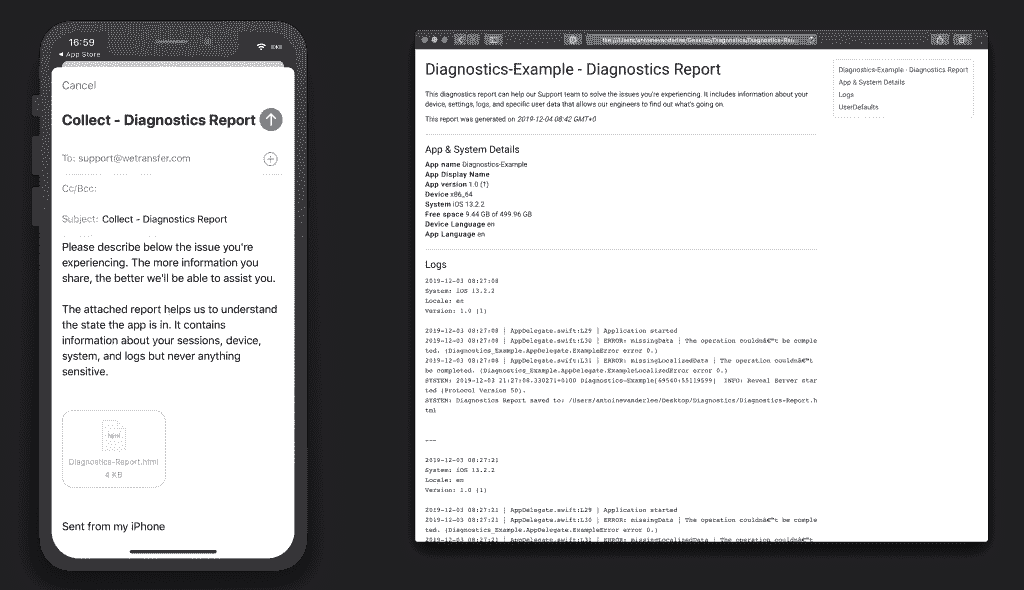 16:59
App Store
Cancel
Collect - Diagnostics Report
To: support@wetransfer.com
Cc/Bcc:
Subject: Collect - Diagnostics Report
Please describe below the issue you're
experiencing. The more information you
share, the better we'll be able to assist you.
The attached report helps us to understand
the state the app is in. It contains
information about your sessions, device,
system, and logs but never anything
sensitive.
html
Diagnostics-Report.html
4 KB
Sent from my iPhone
Diagnostics-Example - Diagnostics Report
This diagnostics report can help our Support team to solve the issues you're experiencing. It includes information about your
device, settings, logs, and specific user data that allows our engineers to find out what's going on.
This report was generated on 2019-12-04 08:42 GMT+0
App & System Details
App name Diagnostics-Example
App Display Name
App version 1.0 (1)
Device x86_64
System iOS 13.2.2
Free space 9.44 GB of 499.96 GB
Device Language en
App Language en
Logs
2019-12-03 08:27:08
System: iOS 13.2.2
Locale: en
Version: 1.0 (1)
2019-12-03 08:27:08 | AppDelegate.swift:L29 | Application started
2019-12-03 08:27:08 | AppDelegate.swift:L30 | ERROR: missingData | The operation couldnâ€™t be comple
ted. (Diagnostics_Example.AppDelegate.ExampleError error 0.)
2019-12-03 08:27:08 | AppDelegate.swift:L31 | ERROR: missingLocalizedData | The operation couldnâ€™t
be completed. (Diagnostics_Example.AppDelegate.ExampleLocalizedError error 0.)
SYSTEM: 2019-12-03 21:27:08.330271+0100 Diagnostics-Example[69540:55119599] INFO: Reveal Server star
ted (Protocol Version 50).
SYSTEM: Diagnostics Report saved to: /Users/antoinevanderlee/Desktop/Diagnostics/Diagnostics-Report.h
tml
---
2019-12-03 08:27:21
System: iOS 13.2.2
Locale: en
Version: 1.0 (1)
2019-12-03 08:27:21 | AppDelegate.swift:L29 | Application started
2019-12-03 08:27:21 | AppDelegate.swift:L30 | ERROR: missingData | The operation couldnâ€™t be comple
ted. (Diagnostics_Example.AppDelegate.ExampleError error 0.)
2019-12-03 08:27:21 | AppDelegate.swift:L31 | ERROR: missingLocalizedData | The operation couldnâ€™t
Diagnostics-Example - Diagnostics Report
App & System Details
Logs
UserDefaults